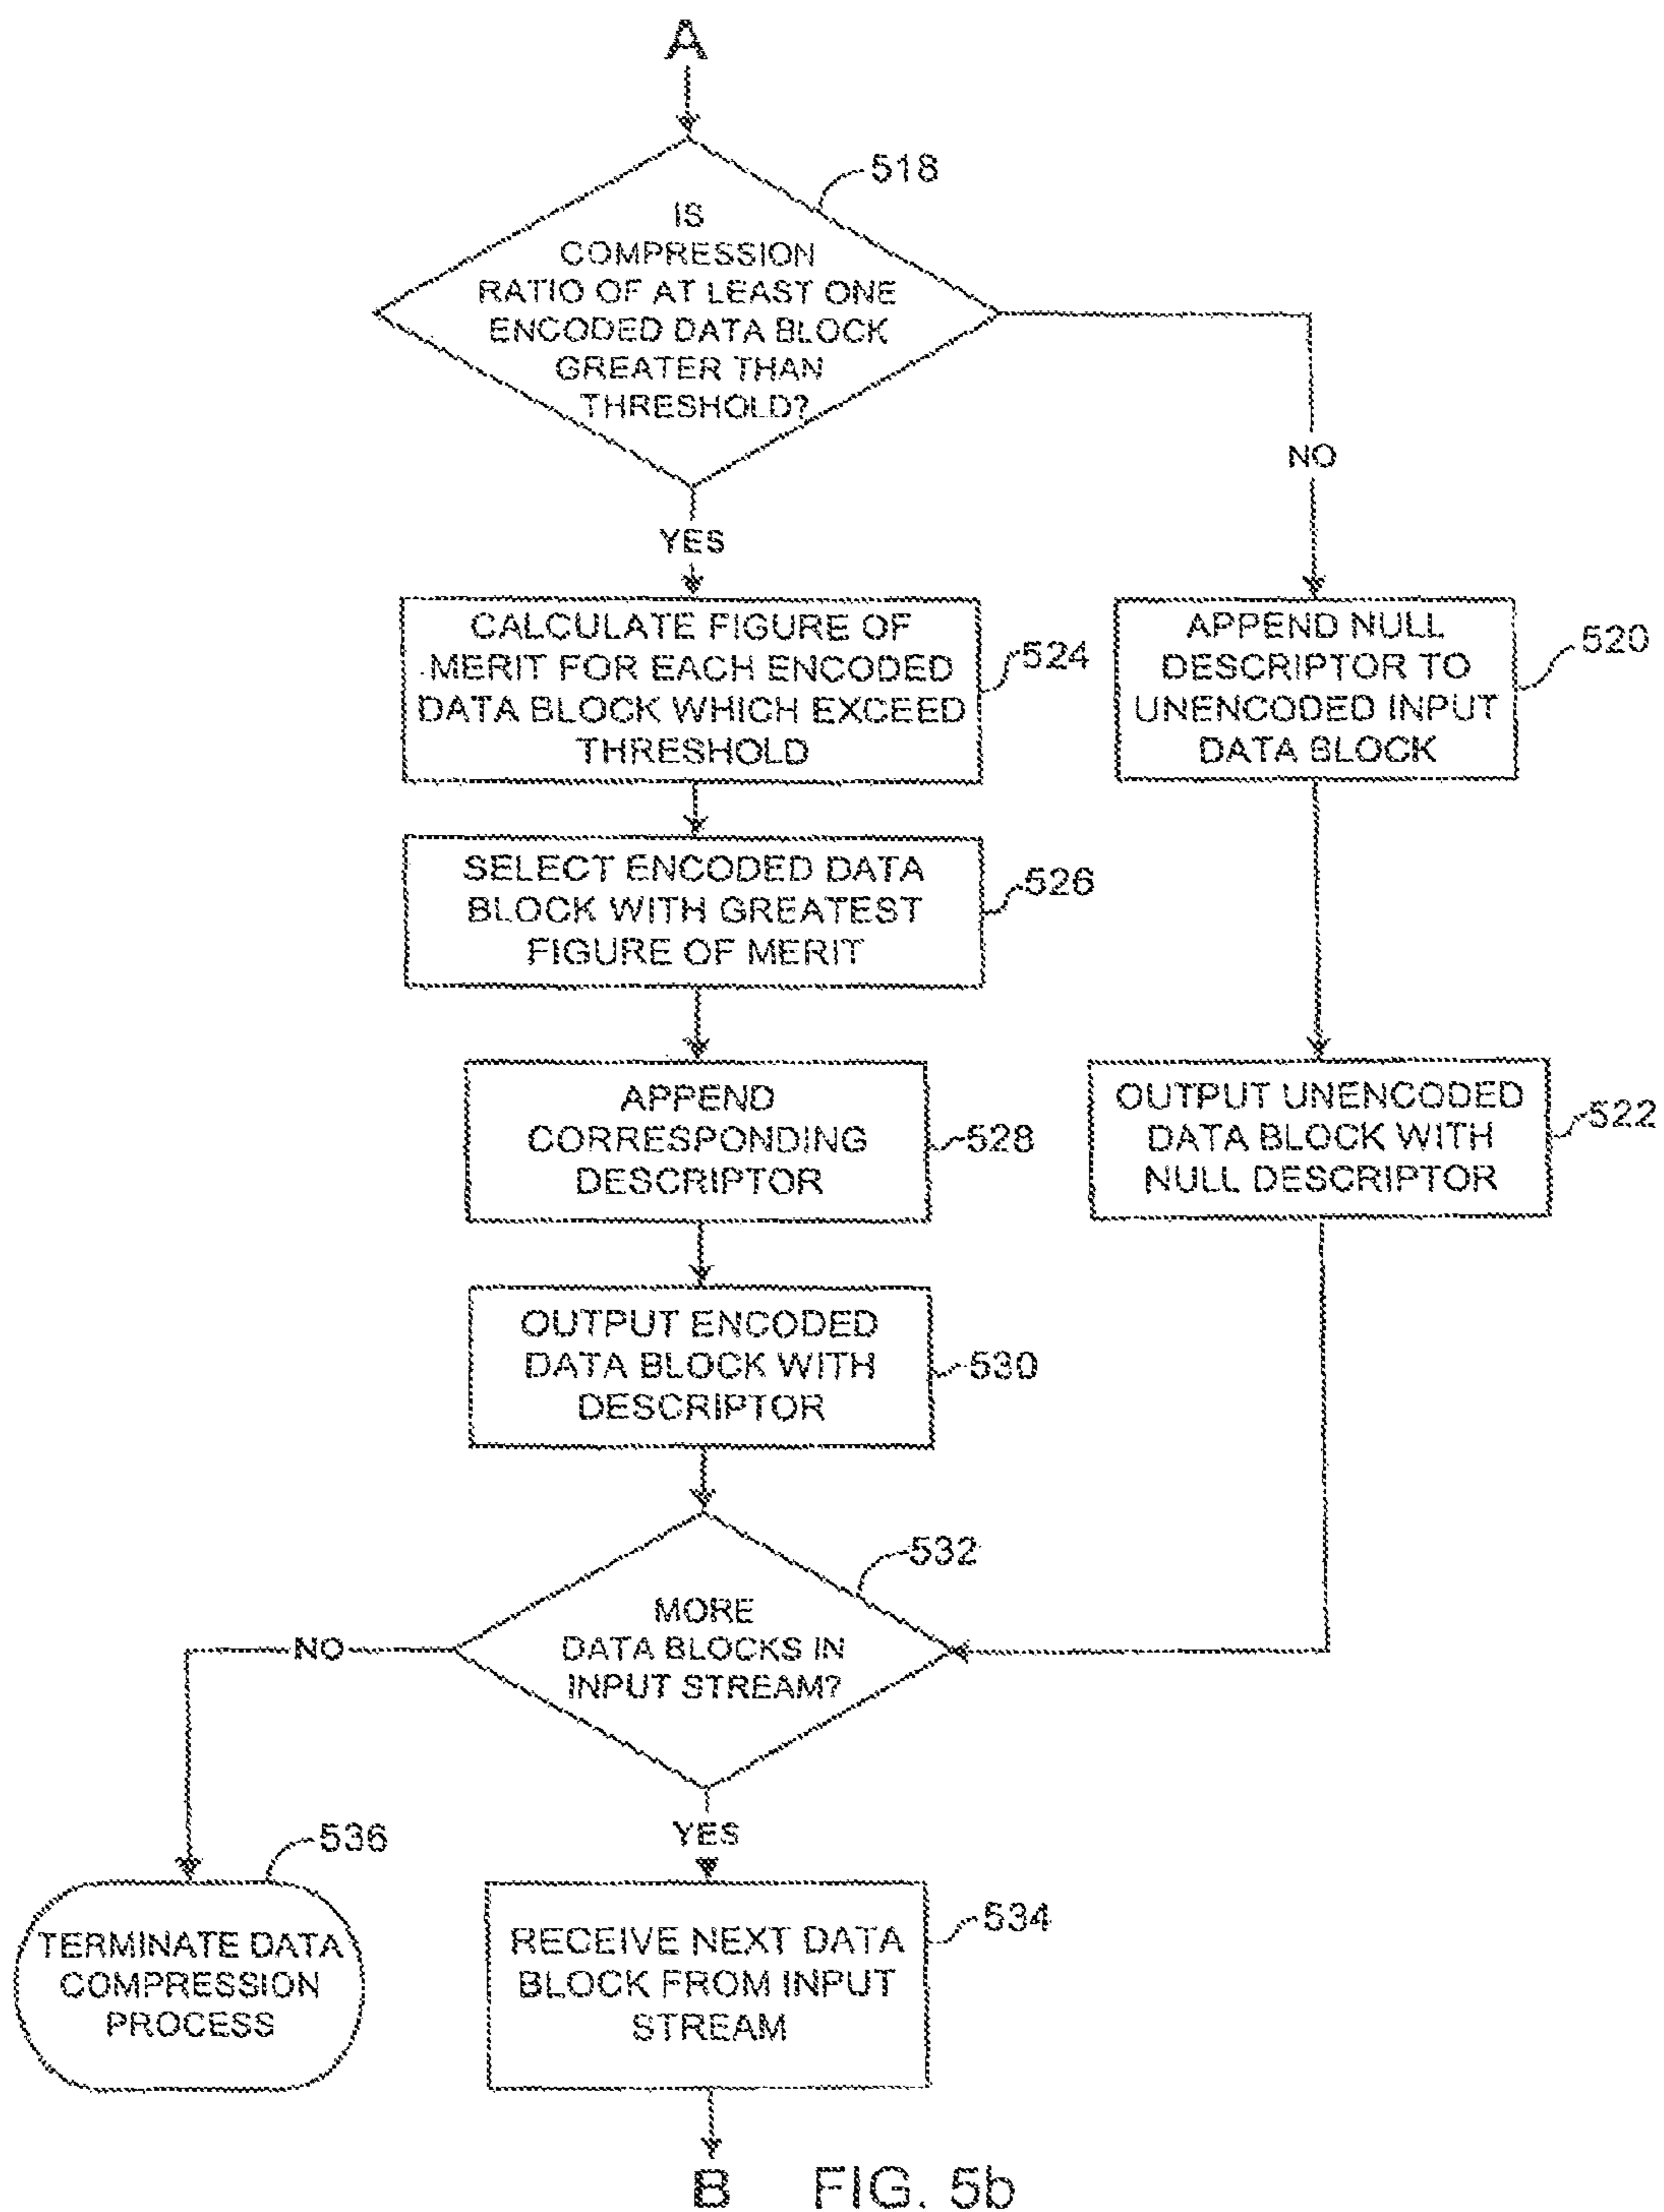 A
518
IS
COMPRESSION
RATIO OF AT LEAST ONE
ENCODED DATA BLOCK
GREATER THAN
THRESHOLD?
NO
YES
CALCULATE FIGURE OF
MERIT FOR EACH ENCODED
DATA BLOCK WHICH EXCEED
THRESHOLD
524
APPEND NULL
DESCRIPTOR TO
UNENCODED INPUT
DATA BLOCK
520
SELECT ENCODED DATA
BLOCK WITH GREATEST
FIGURE OF MERIT
526
APPEND
CORRESPONDING
DESCRIPTOR
528
OUTPUT UNENCODED
DATA BLOCK WITH
NULL DESCRIPTOR
522
OUTPUT ENCODED
DATA BLOCK WITH
DESCRIPTOR
530
532
MORE
DATA BLOCKS IN
INPUT STREAM?
NO
YES
536
TERMINATE DATA
COMPRESSION
PROCESS
RECEIVE NEXT DATA
BLOCK FROM INPUT
STREAM
534
B
FIG. 5b